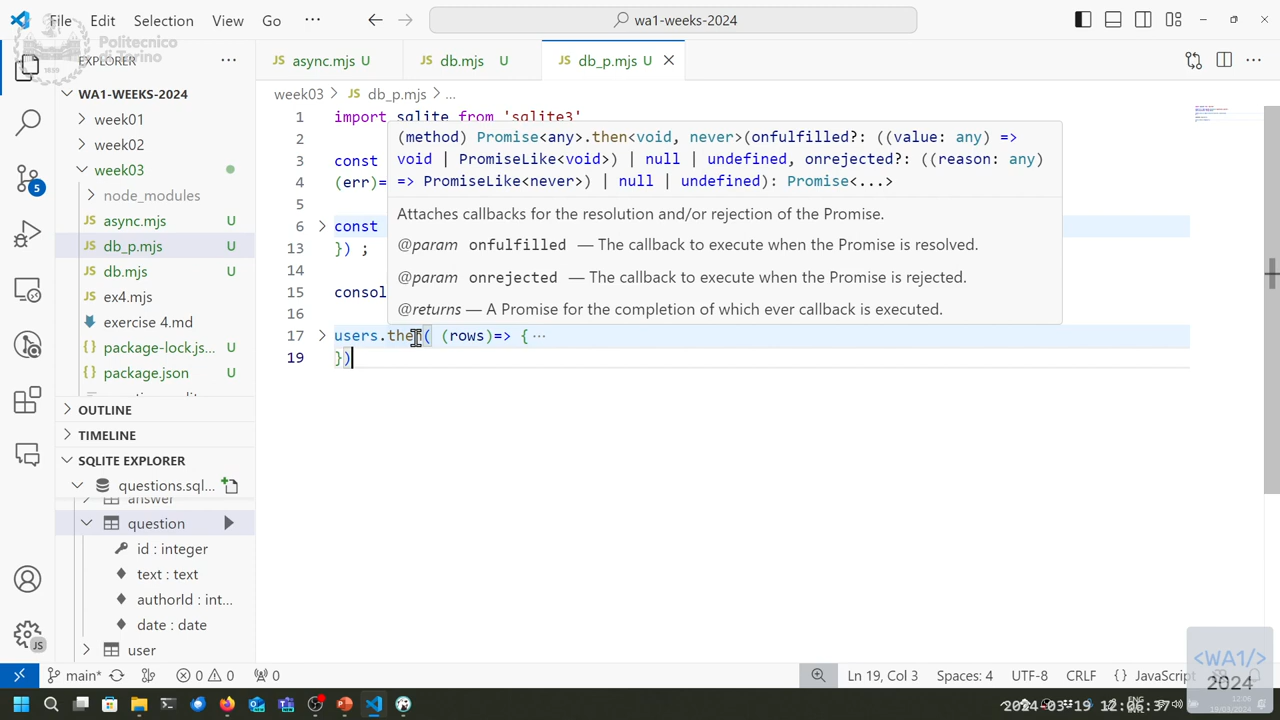 File Edit Selection View Go ··· wa1-weeks-2024
Politecnico
di Torino
EXPLORER ···
async.mjs U db.mjs U db_p.mjs U
WA1-WEEKS-2024
week03 > db_p.mjs > ...
week01
week02
week03
node_modules
async.mjs U
db_p.mjs U
db.mjs U
ex4.mjs
exercise 4.md
package-lock.js... U
package.json U
OUTLINE
TIMELINE
SQLITE EXPLORER
questions.sql...
answer
question
id : integer
text : text
authorId : int...
date : date
user
1 import sqlite from 'sqlite3'
2
3 const
4 (err)=
5
6 const
13 }) ;
14
15 consol
16
17 users.then( (rows)=> { ···
19 })
(method) Promise<any>.then<void, never>(onfulfilled?: ((value: any) =>
void | PromiseLike<void>) | null | undefined, onrejected?: ((reason: any)
=> PromiseLike<never>) | null | undefined): Promise<...>
Attaches callbacks for the resolution and/or rejection of the Promise.
@param onfulfilled — The callback to execute when the Promise is resolved.
@param onrejected — The callback to execute when the Promise is rejected.
@returns — A Promise for the completion of which ever callback is executed.
5
JS
main* 0 0 0 Ln 19, Col 3 Spaces: 4 UTF-8 CRLF {} JavaScript
<WA1/>
2024
2024-03-19 12:06:37